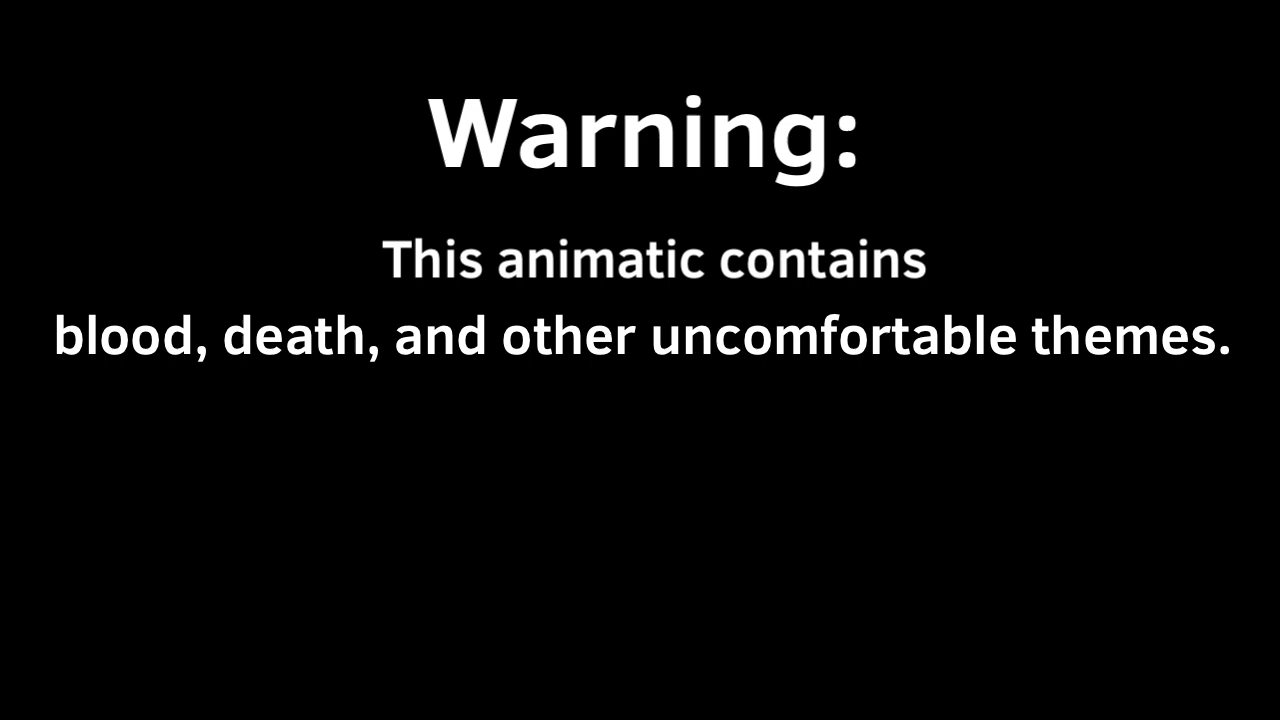 Warning:
This animatic contains
blood, death, and other uncomfortable themes.